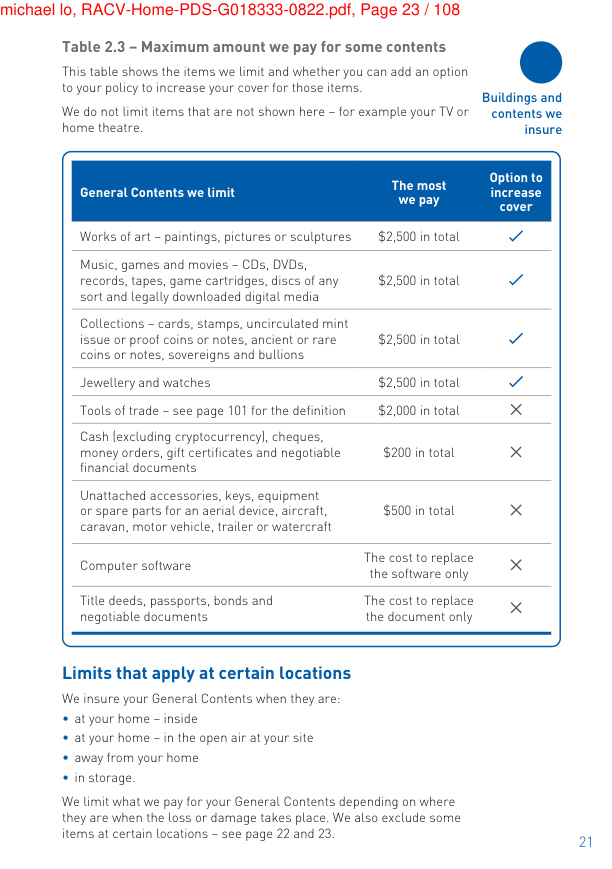 michael lo, RACV-Home-PDS-G018333-0822.pdf, Page 23 / 108
Table 2.3 – Maximum amount we pay for some contents
This table shows the items we limit and whether you can add an option
to your policy to increase your cover for those items.
We do not limit items that are not shown here – for example your TV or
home theatre.
Buildings and
contents we
insure
General Contents we limit
The most
we pay
Option to
increase
cover
Works of art – paintings, pictures or sculptures
$2,500 in total
✓
Music, games and movies – CDs, DVDs,
records, tapes, game cartridges, discs of any
sort and legally downloaded digital media
$2,500 in total
✓
Collections – cards, stamps, uncirculated mint
issue or proof coins or notes, ancient or rare
coins or notes, sovereigns and bullions
$2,500 in total
✓
Jewellery and watches
$2,500 in total
✓
Tools of trade – see page 101 for the definition
$2,000 in total
✕
Cash (excluding cryptocurrency), cheques,
money orders, gift certificates and negotiable
financial documents
$200 in total
✕
Unattached accessories, keys, equipment
or spare parts for an aerial device, aircraft,
caravan, motor vehicle, trailer or watercraft
$500 in total
✕
Computer software
The cost to replace
the software only
✕
Title deeds, passports, bonds and
negotiable documents
The cost to replace
the document only
✕
Limits that apply at certain locations
We insure your General Contents when they are:
• at your home – inside
• at your home – in the open air at your site
• away from your home
• in storage.
We limit what we pay for your General Contents depending on where
they are when the loss or damage takes place. We also exclude some
items at certain locations – see page 22 and 23.
21